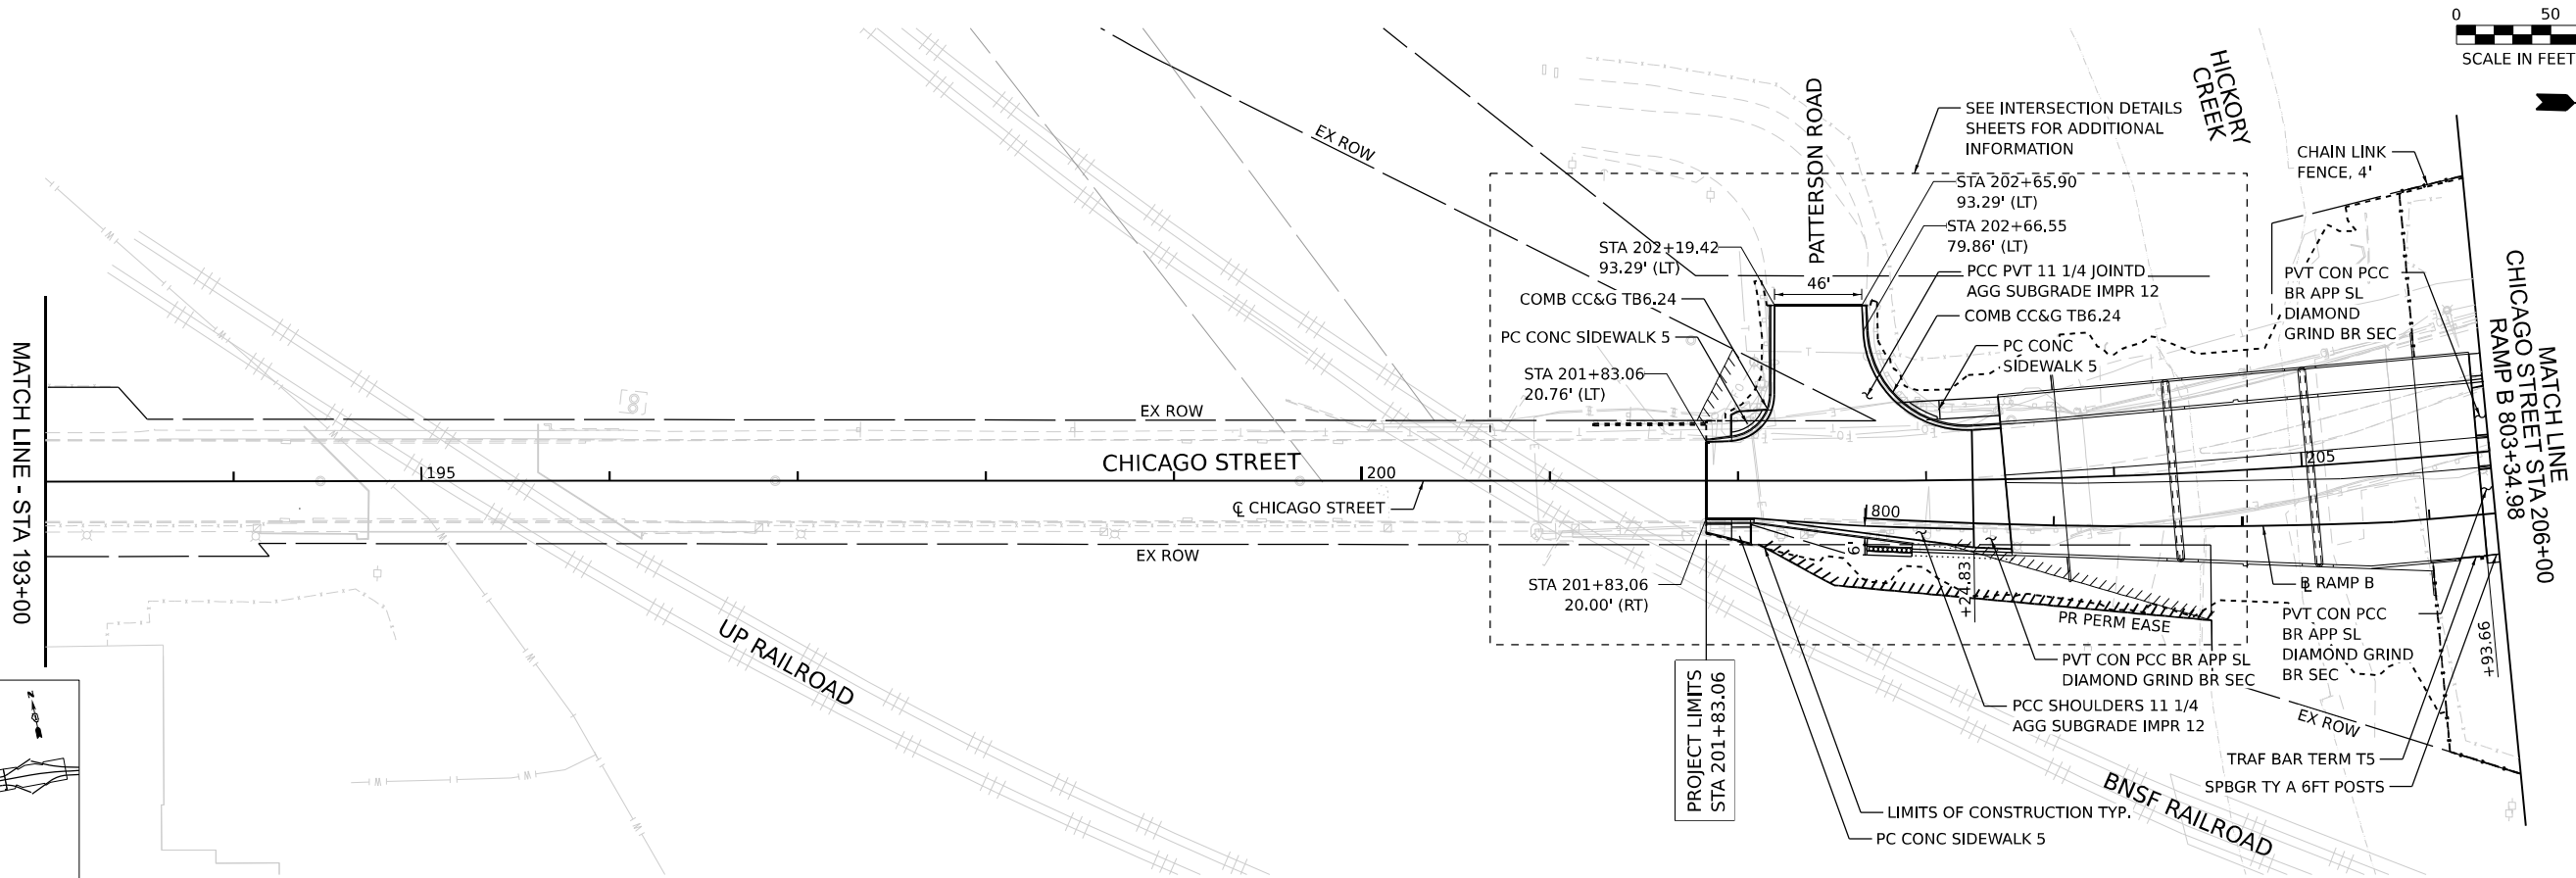 0 50
SCALE IN FEET
HICKORY
CREEK
PATTERSON ROAD
SEE INTERSECTION DETAILS
SHEETS FOR ADDITIONAL
INFORMATION
EX ROW
CHAIN LINK
FENCE, 4'
STA 202+65.90
93.29' (LT)
STA 202+66.55
79.86' (LT)
STA 202+19.42
93.29' (LT)
46'
PCC PVT 11 1/4 JOINTD
AGG SUBGRADE IMPR 12
COMB CC&G TB6.24
COMB CC&G TB6.24
PC CONC SIDEWALK 5
PC CONC
SIDEWALK 5
PVT CON PCC
BR APP SL
DIAMOND
GRIND BR SEC
STA 201+83.06
20.76' (LT)
MATCH LINE
CHICAGO STREET STA 206+00
RAMP B 803+34.98
MATCH LINE - STA 193+00
EX ROW
CHICAGO STREET
195
200
205
℄ CHICAGO STREET
800
EX ROW
6'
+24.83
STA 201+83.06
20.00' (RT)
PR PERM EASE
B RAMP B
PVT CON PCC
BR APP SL
DIAMOND GRIND
BR SEC
+93.66
PVT CON PCC BR APP SL
DIAMOND GRIND BR SEC
UP RAILROAD
PROJECT LIMITS
STA 201+83.06
PCC SHOULDERS 11 1/4
AGG SUBGRADE IMPR 12
EX ROW
TRAF BAR TERM T5
SPBGR TY A 6FT POSTS
BNSF RAILROAD
LIMITS OF CONSTRUCTION TYP.
PC CONC SIDEWALK 5